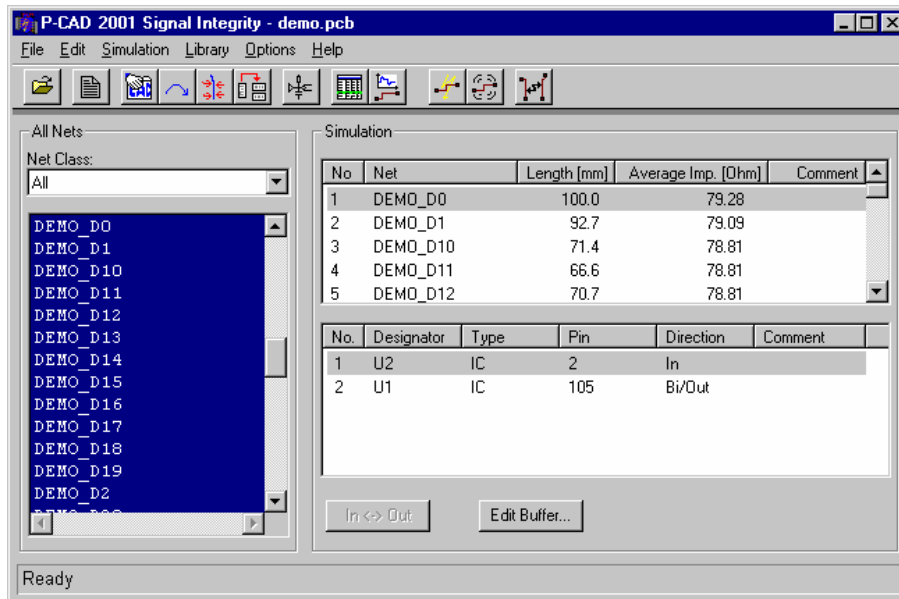 P-CAD 2001 Signal Integrity - demo.pcb
File Edit Simulation Library Options Help
All Nets
Net Class:
All
DEMO_D0
DEMO_D1
DEMO_D10
DEMO_D11
DEMO_D12
DEMO_D13
DEMO_D14
DEMO_D15
DEMO_D16
DEMO_D17
DEMO_D18
DEMO_D19
DEMO_D2
Simulation
No Net Length [mm] Average Imp. [Ohm] Comment
1 DEMO_D0 100.0 79.28
2 DEMO_D1 92.7 79.09
3 DEMO_D10 71.4 78.81
4 DEMO_D11 66.6 78.81
5 DEMO_D12 70.7 78.81
No. Designator Type Pin Direction Comment
1 U2 IC 2 In
2 U1 IC 105 Bi/Out
In <-> Out Edit Buffer...
Ready